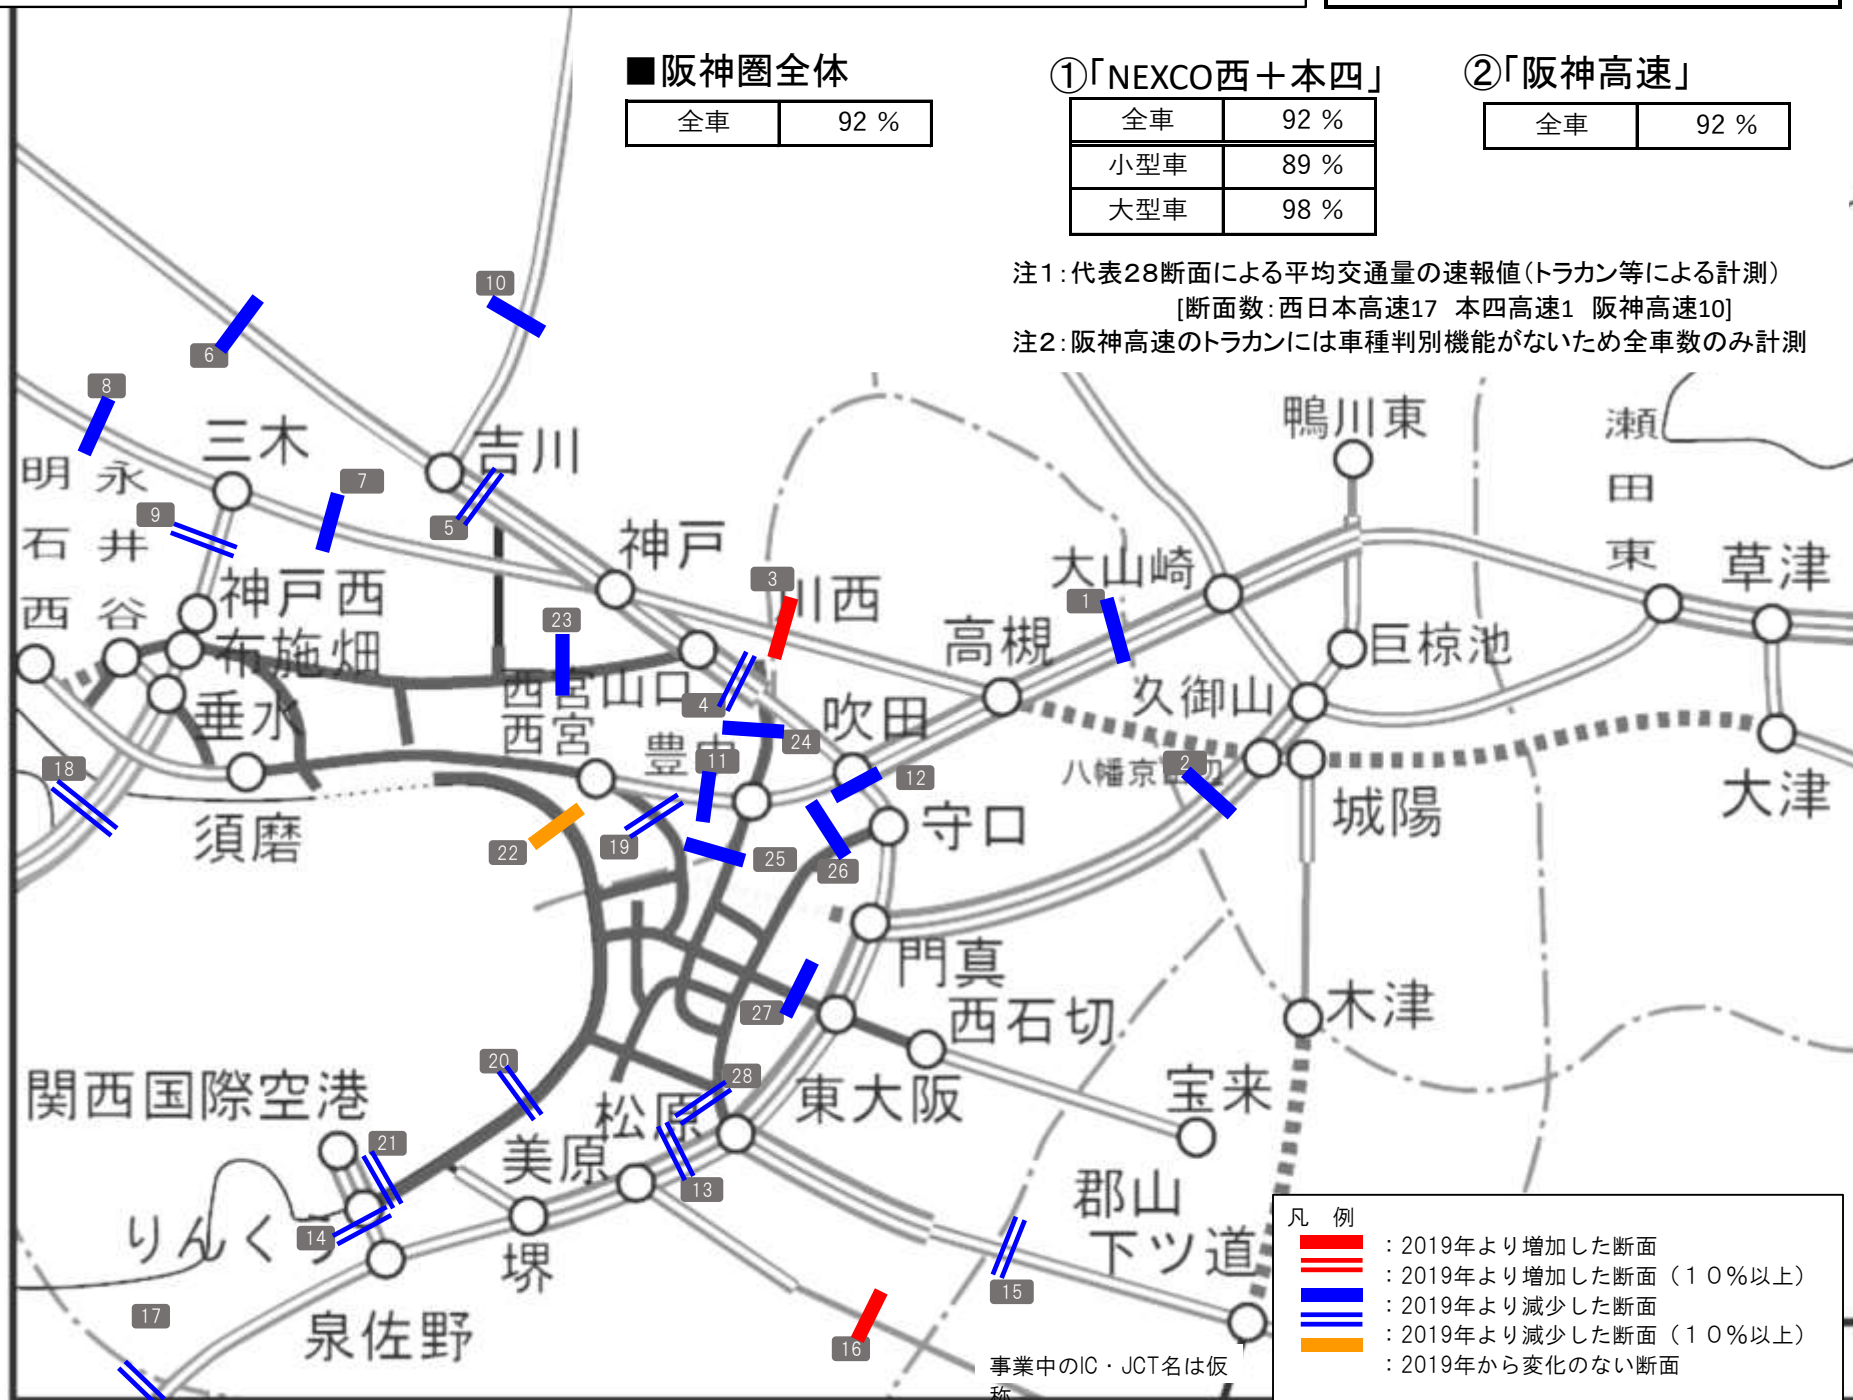 ■阪神圏全体
全車 92 %
①「NEXCO西＋本四」
全車 92 %
小型車 89 %
大型車 98 %
②「阪神高速」
全車 92 %
注1：代表28断面による平均交通量の速報値（トラカン等による計測）
[断面数：西日本高速17 本四高速1 阪神高速10]
注2：阪神高速のトラカンには車種判別機能がないため全車数のみ計測
10
6
8
三木
吉川
鴨川東
瀬田東
明石西
永井谷
7
9
5
神戸
大山崎
草津
3
川西
1
神戸西
布施畑
23
高槻
巨椋池
西宮山口
4
久御山
垂水
西宮
吹田
24
豊中
11
12
2
18
八幡京田辺
大津
須磨
守口
城陽
22
19
25
26
門真
27
西石切
木津
20
28
関西国際空港
松原
東大阪
宝来
21
美原
13
郡山
下ツ道
りんくう
14
堺
15
17
泉佐野
16
事業中のIC・JCT名は仮
称
凡 例
：2019年より増加した断面
：2019年より増加した断面（１０％以上）
：2019年より減少した断面
：2019年より減少した断面（１０％以上）
：2019年から変化のない断面